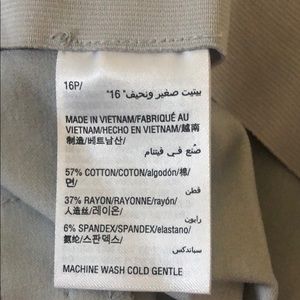 16P/
بيتيت صغير ونحيف "16"
MADE IN VIETNAM/FABRIQUÉ AU
VIETNAM/HECHO EN VIETNAM/越南
制造/베트남산/
صُنع في فيتنام
57% COTTON/COTON/algodón/棉/
면/
قطن
37% RAYON/RAYONNE/rayón/
人造丝/레이온/
رايون
6% SPANDEX/SPANDEX/elastano/
氨纶/스판덱스/
سباندكس
MACHINE WASH COLD GENTLE